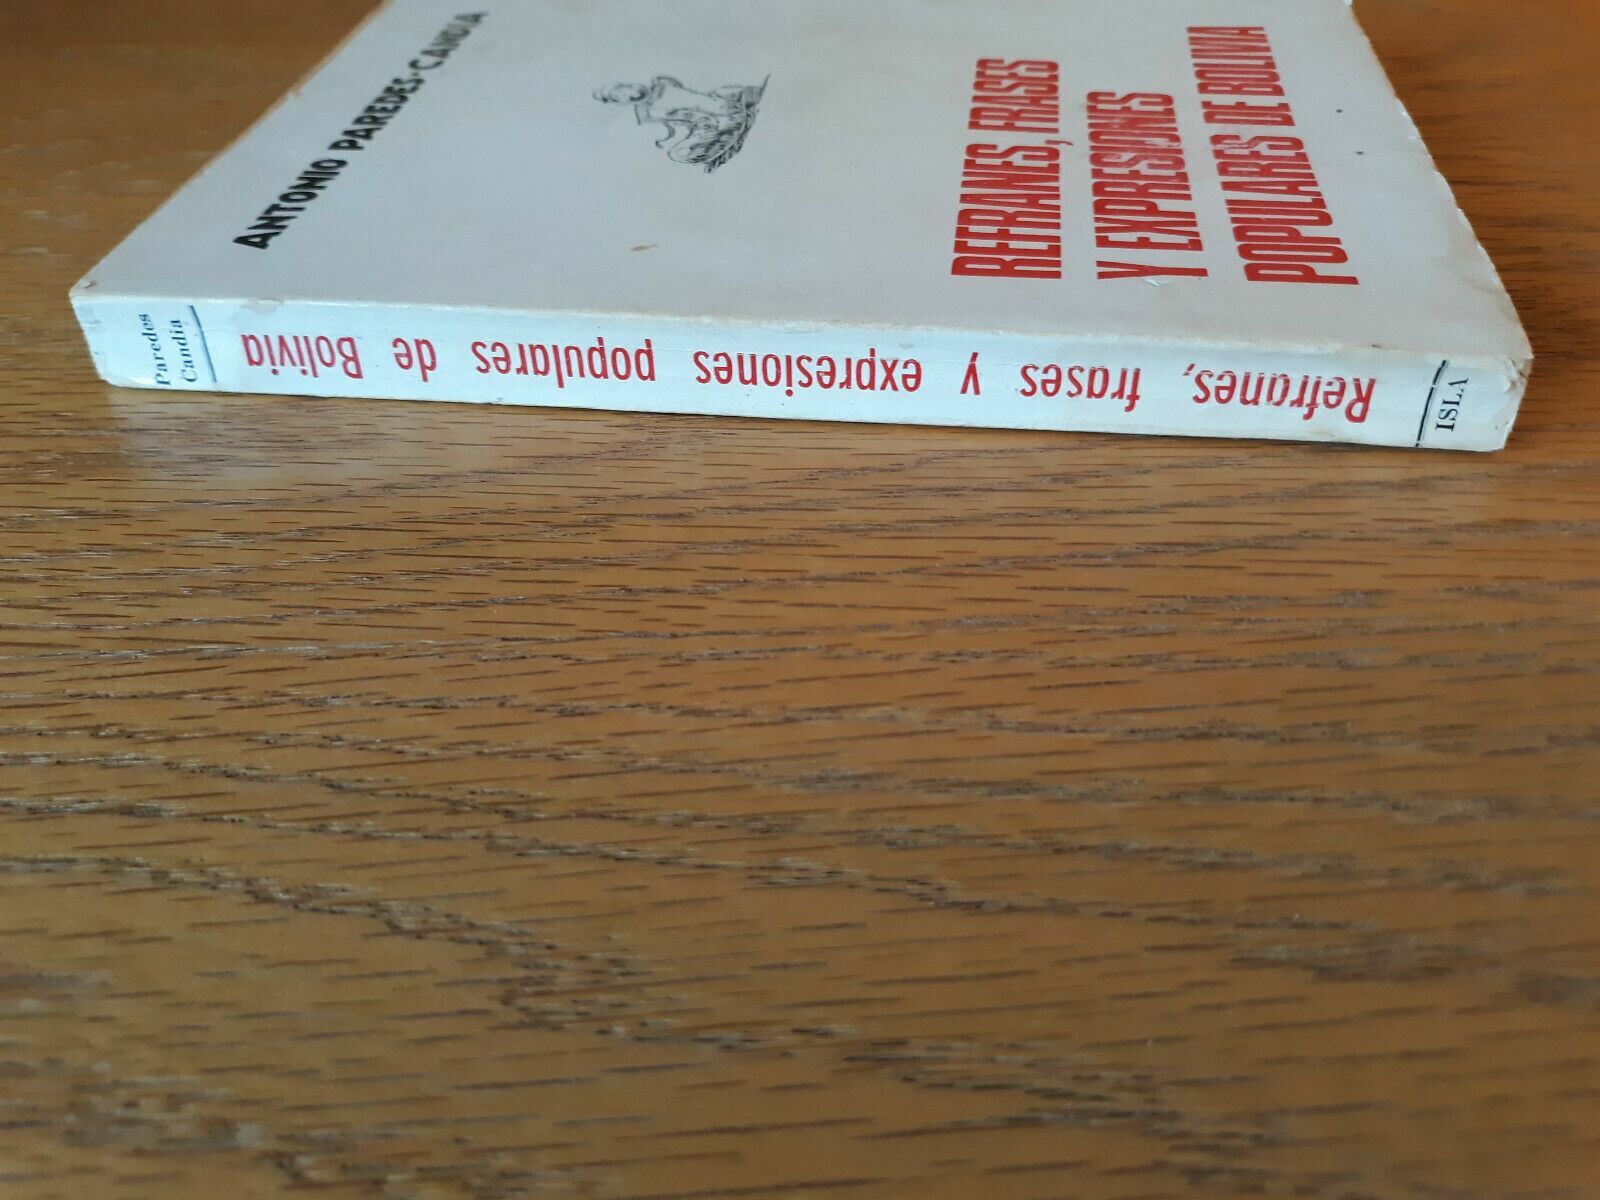 ANTONIO PAREDES-CANDIA
REFRANES, FRASES
Y EXPRESIONES
POPULARES DE BOLIVIA
Paredes
Candia
Refranes, frases y expresiones populares de Bolivia
ISLA